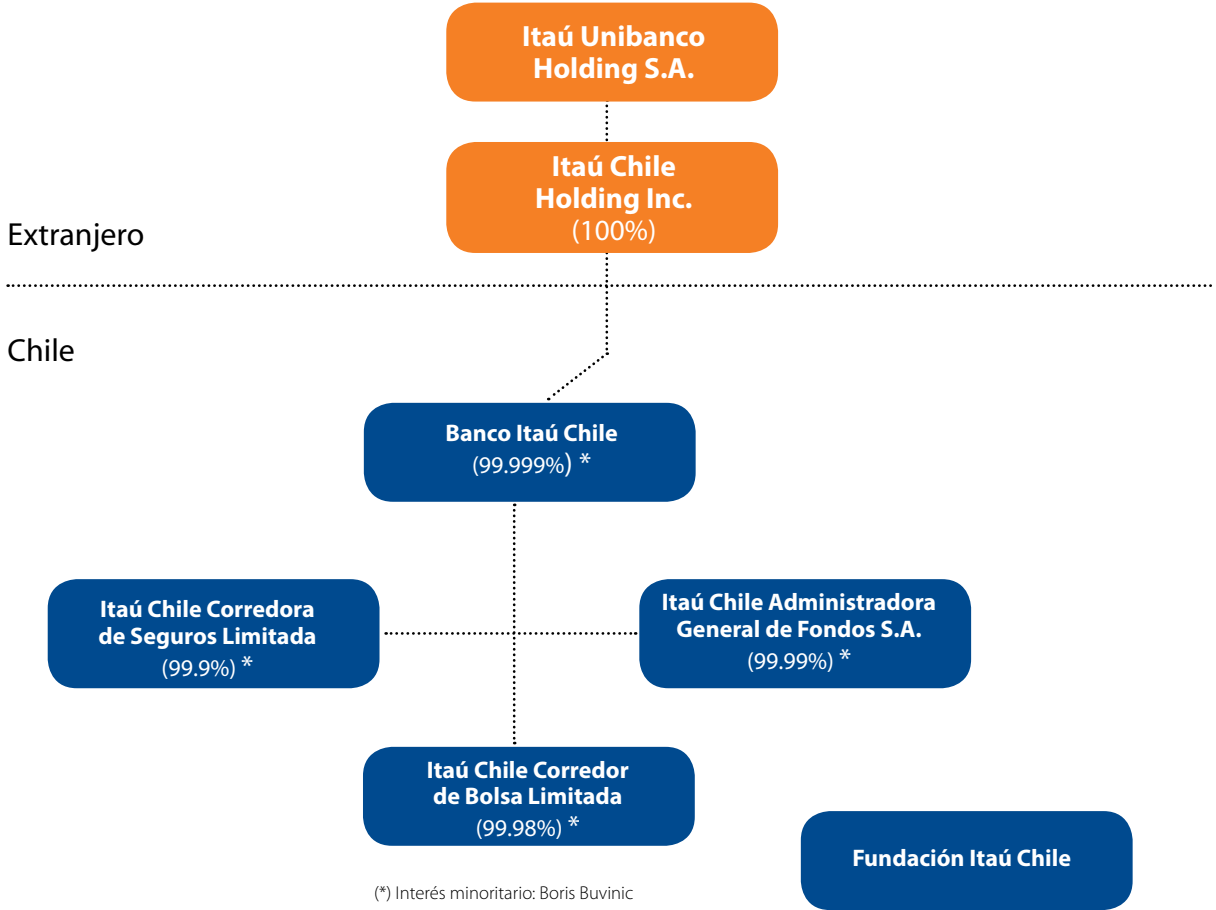 Itaú Unibanco
Holding S.A.
Itaú Chile
Holding Inc.
(100%)
Extranjero
Chile
Banco Itaú Chile
(99.999%) *
Itaú Chile Corredora
de Seguros Limitada
(99.9%) *
Itaú Chile Administradora
General de Fondos S.A.
(99.99%) *
Itaú Chile Corredor
de Bolsa Limitada
(99.98%) *
Fundación Itaú Chile
(*) Interés minoritario: Boris Buvinic